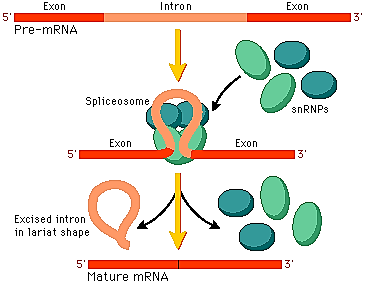 Exon Intron Exon
5' 3'
Pre-mRNA
Spliceosome
snRNPs
Exon Exon
5' 3'
Excised intron
in lariat shape
5' 3'
Mature mRNA